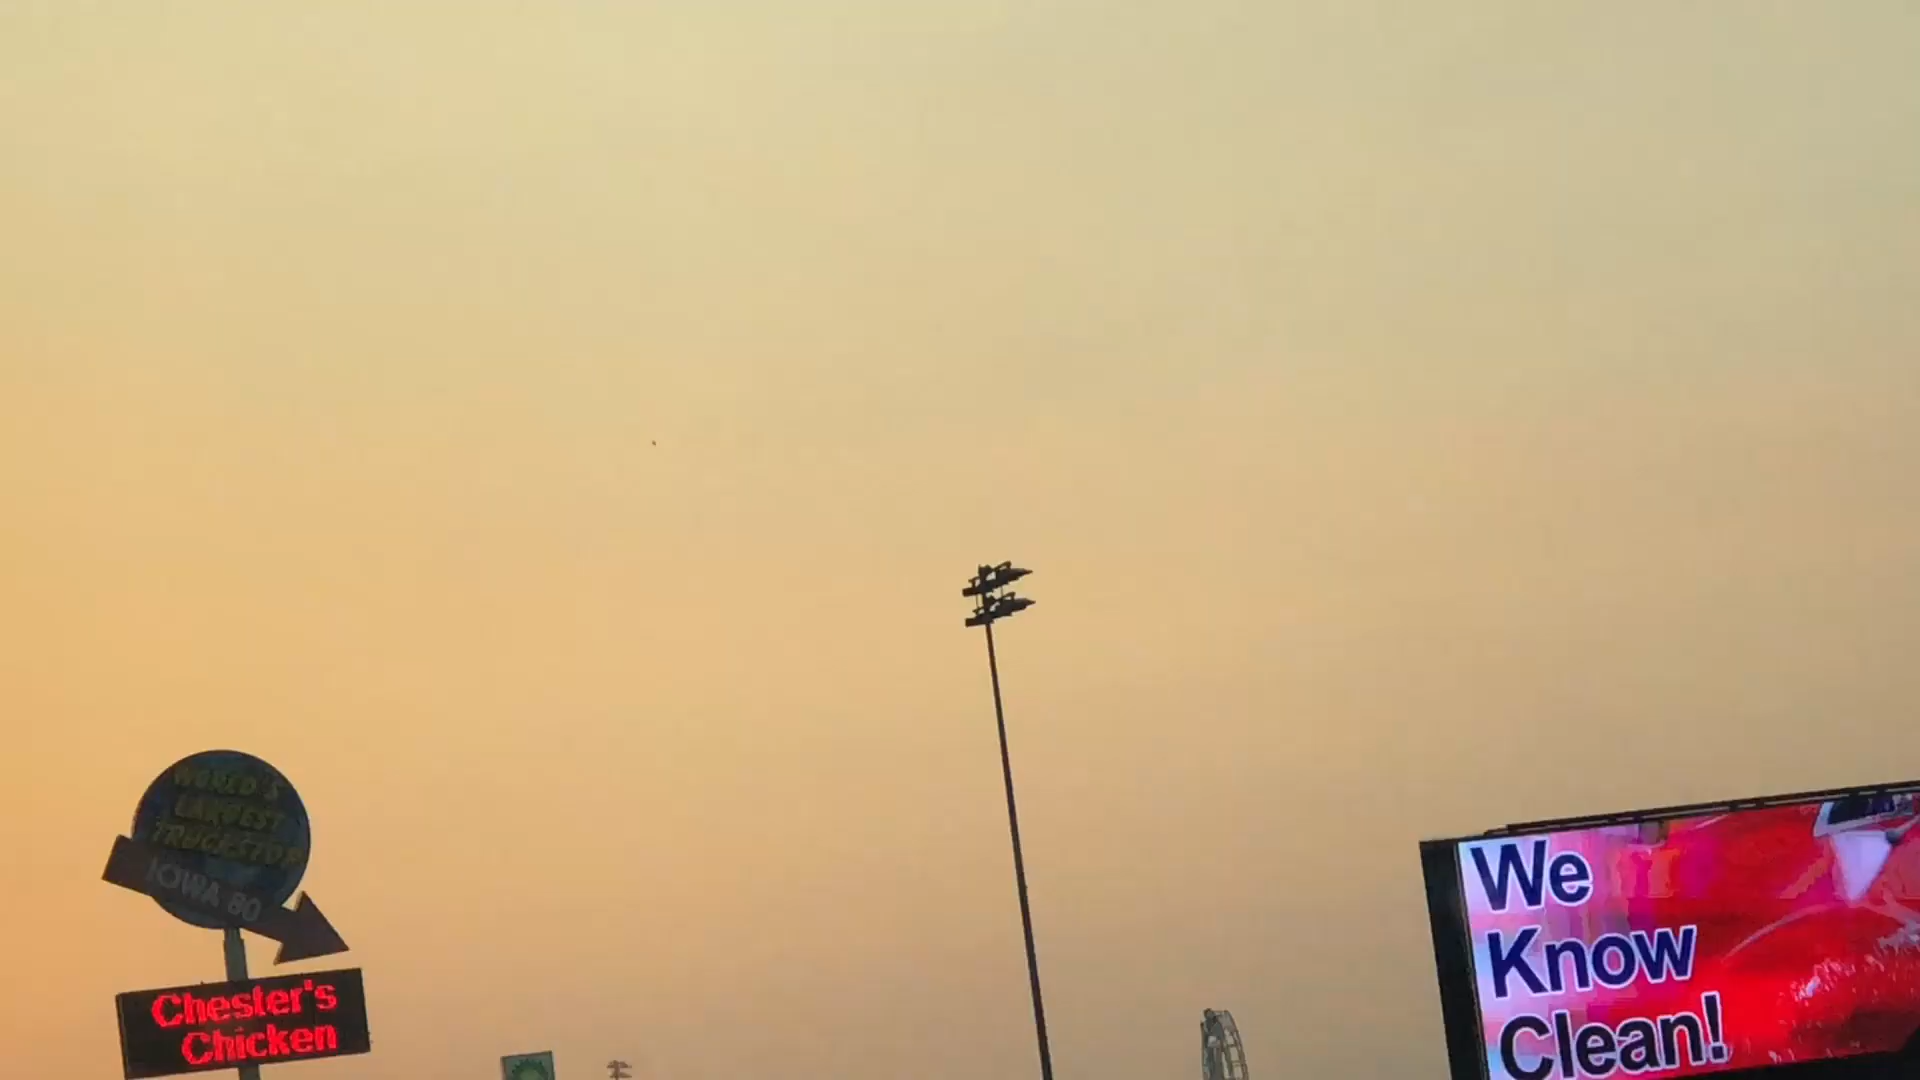 WORLD'S
LARGEST
TRUCKSTOP
IOWA 80
Chester's
Chicken
We
Know
Clean!